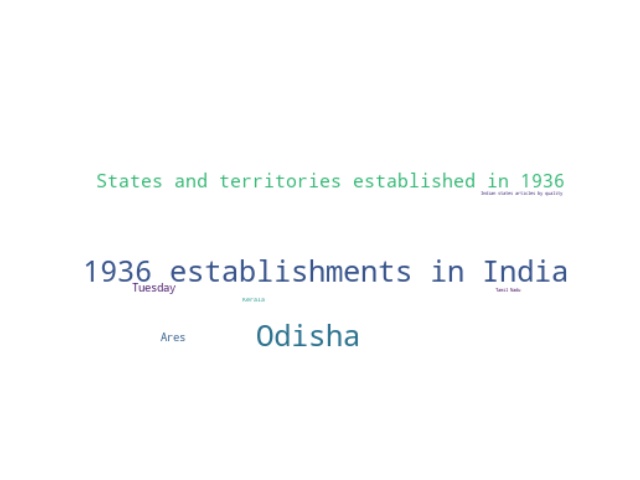 States and territories established in 1936
Indian states articles by quality
1936 establishments in India
Tuesday
Tamil Nadu
Kerala
Ares
Odisha